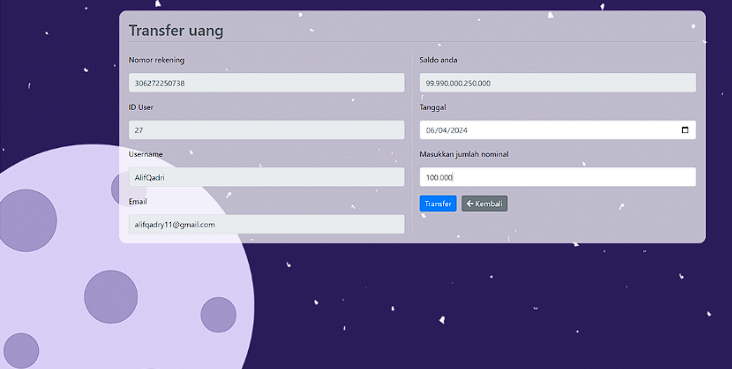 Transfer uang
Nomor rekening
306272250738
ID User
27
Username
AlifQadri
Email
alifqadry11@gmail.com
Saldo anda
99.990.000.250.000
Tanggal
06/04/2024
Masukkan jumlah nominal
100.000
Transfer
← Kembali